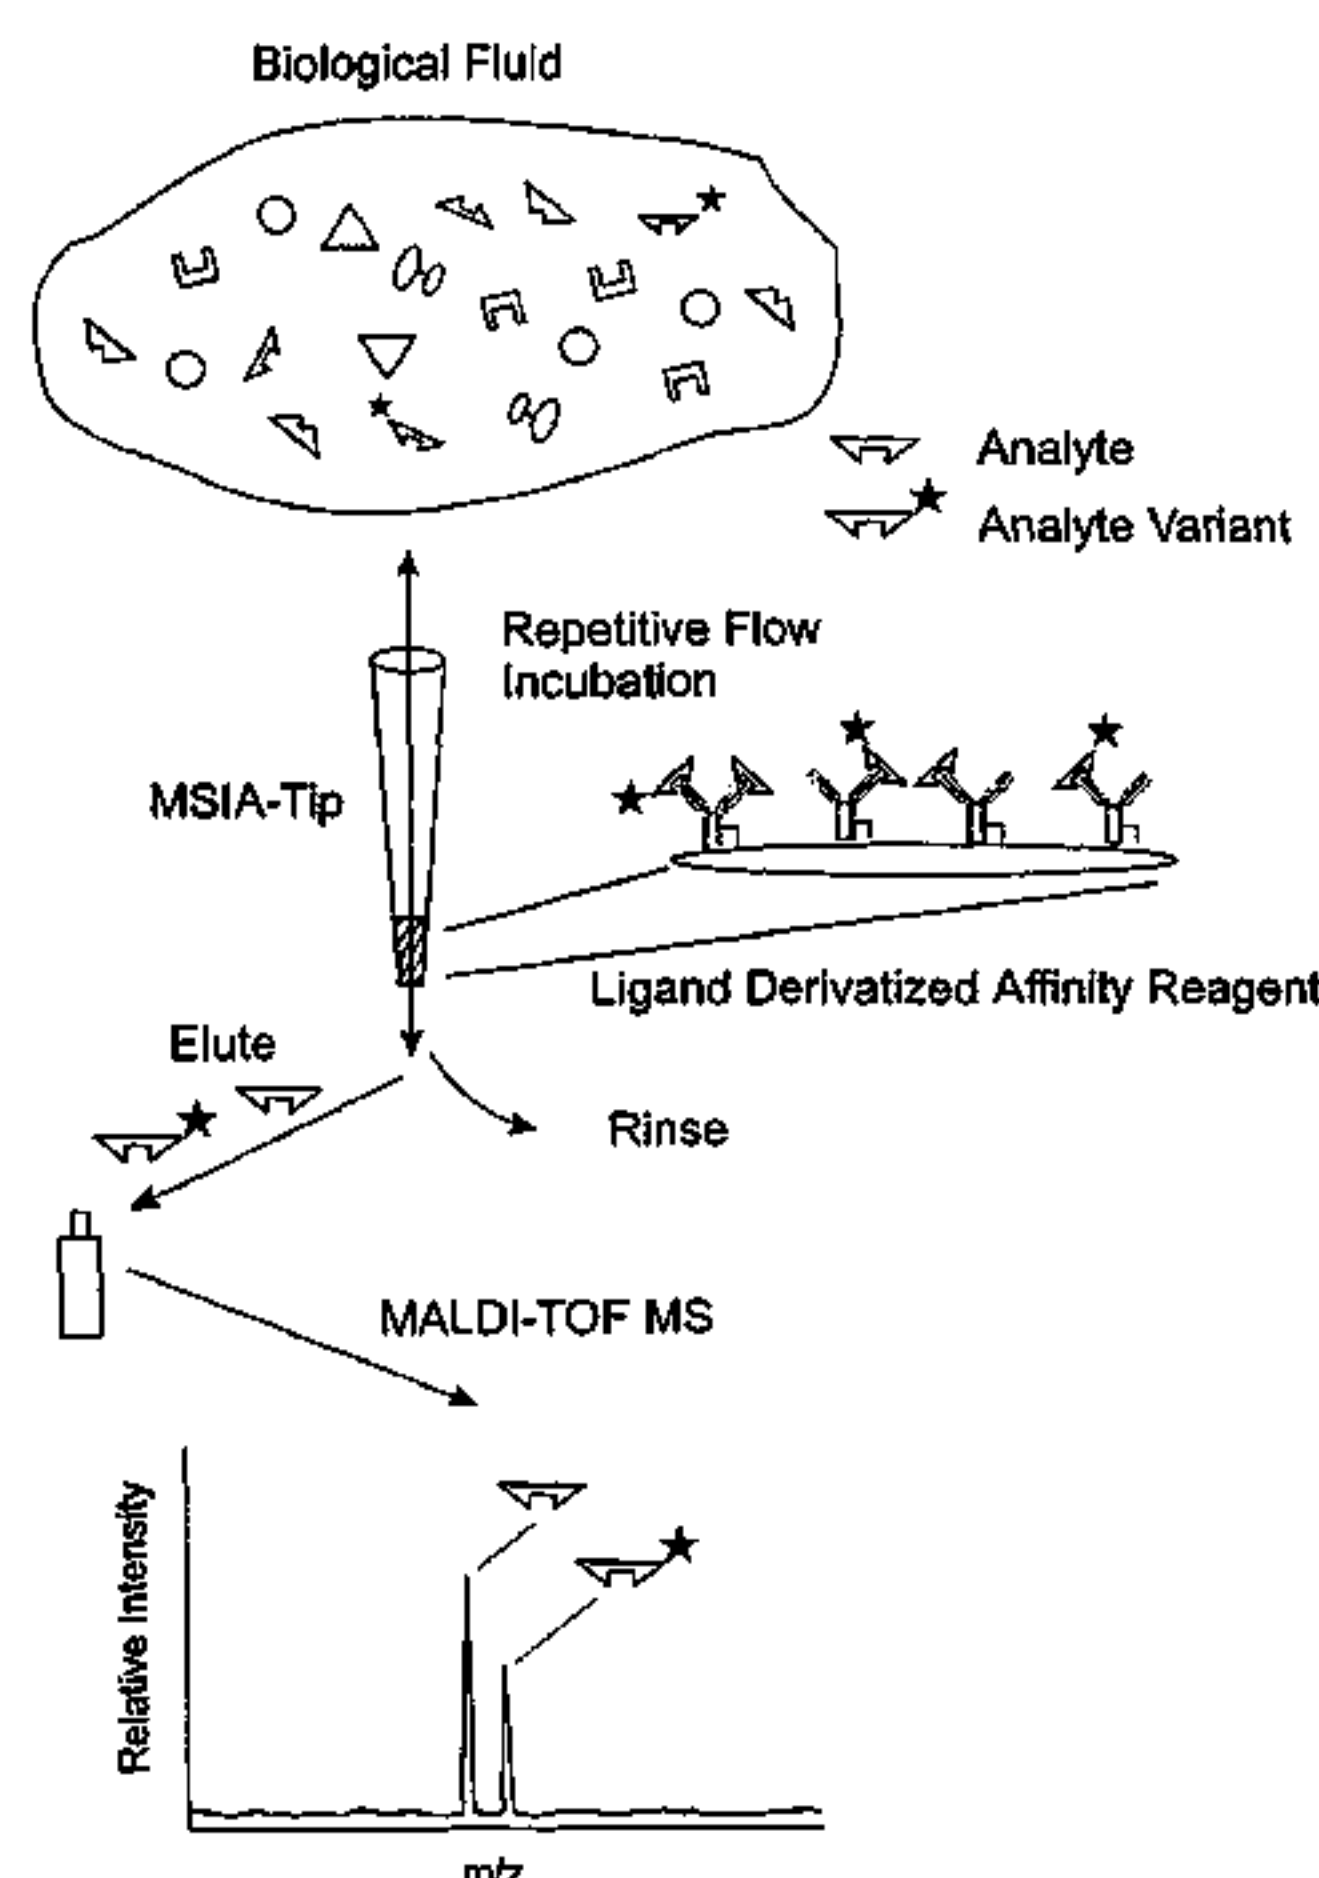 Biological Fluid
Analyte
Analyte Variant
Repetitive Flow
Incubation
MSIA-Tip
Ligand Derivatized Affinity Reagent
Elute
Rinse
MALDI-TOF MS
Relative Intensity
m/z